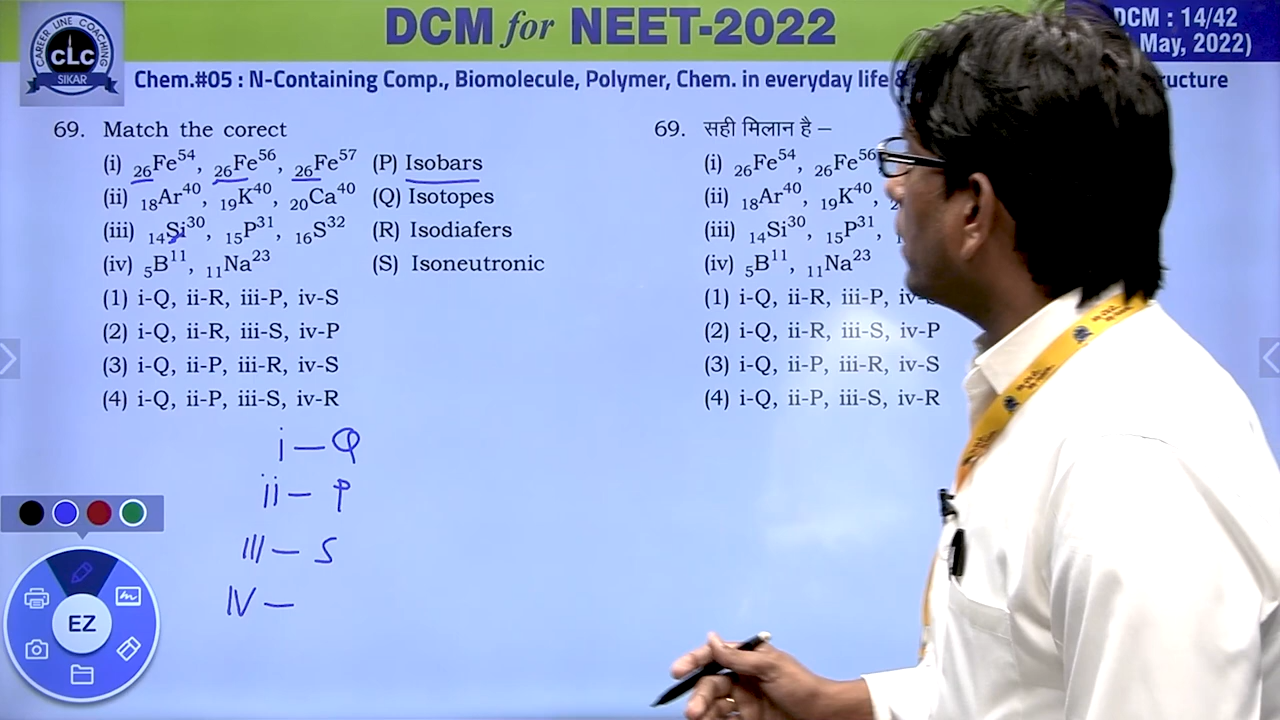 CAREER LINE COACHING
CLC
SIKAR
DCM for NEET-2022
DCM : 14/42
May, 2022)
Chem.#05 : N-Containing Comp., Biomolecule, Polymer, Chem. in everyday life &
ucture
69. Match the corect
(i) ₂₆Fe⁵⁴, ₂₆Fe⁵⁶, ₂₆Fe⁵⁷ (P) Isobars
(ii) ₁₈Ar⁴⁰, ₁₉K⁴⁰, ₂₀Ca⁴⁰ (Q) Isotopes
(iii) ₁₄Si³⁰, ₁₅P³¹, ₁₆S³² (R) Isodiafers
(iv) ₅B¹¹, ₁₁Na²³ (S) Isoneutronic
(1) i-Q, ii-R, iii-P, iv-S
(2) i-Q, ii-R, iii-S, iv-P
(3) i-Q, ii-P, iii-R, iv-S
(4) i-Q, ii-P, iii-S, iv-R
i — Q
ii — P
III — S
IV —
69. सही मिलान है –
(i) ₂₆Fe⁵⁴, ₂₆Fe⁵⁶
(ii) ₁₈Ar⁴⁰, ₁₉K⁴⁰,
(iii) ₁₄Si³⁰, ₁₅P³¹,
(iv) ₅B¹¹, ₁₁Na²³
(1) i-Q, ii-R, iii-P, iv-S
(2) i-Q, ii-R, iii-S, iv-P
(3) i-Q, ii-P, iii-R, iv-S
(4) i-Q, ii-P, iii-S, iv-R
EZ